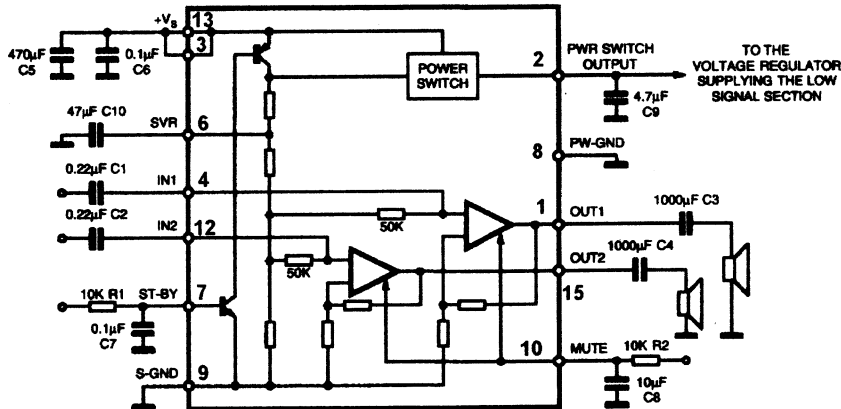 +Vs
13
3
470µF
C5
0.1µF
C6
POWER
SWITCH
2
PWR SWITCH
OUTPUT
4.7µF
C9
TO THE
VOLTAGE REGULATOR
SUPPLYING THE LOW
SIGNAL SECTION
47µF C10
SVR
6
8
PW-GND
0.22µF C1
IN1
4
50K
1
OUT1
1000µF C3
0.22µF C2
IN2
12
50K
OUT2
1000µF C4
15
10K R1
ST-BY
7
0.1µF
C7
10
MUTE
10K R2
10µF
C8
S-GND
9